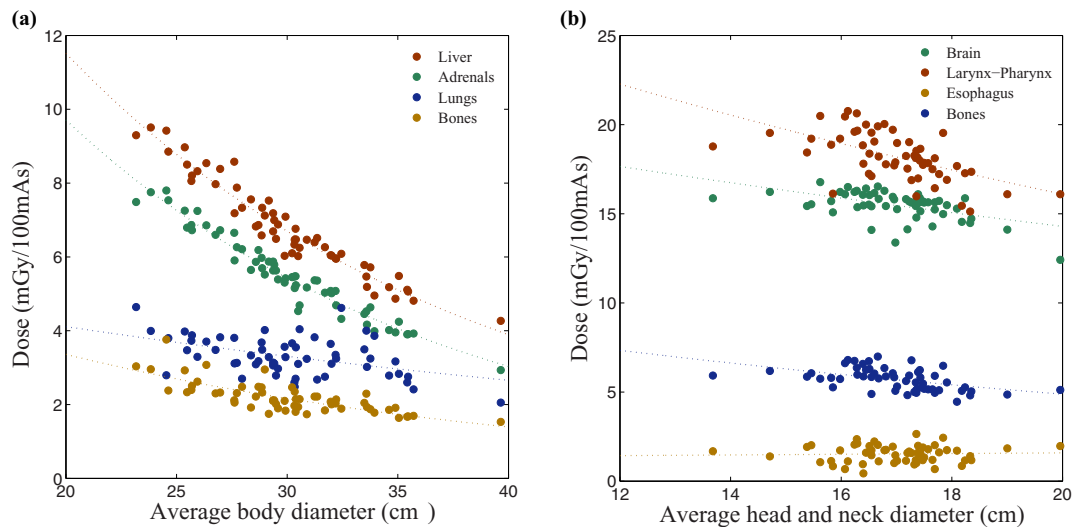 (a)
12
10
8
6
4
2
0
20
25
30
35
40
Dose (mGy/100mAs)
Average body diameter (cm )
Liver
Adrenals
Lungs
Bones
(b)
25
20
15
10
5
0
12
14
16
18
20
Dose (mGy/100mAs)
Average head and neck diameter (cm)
Brain
Larynx−Pharynx
Esophagus
Bones